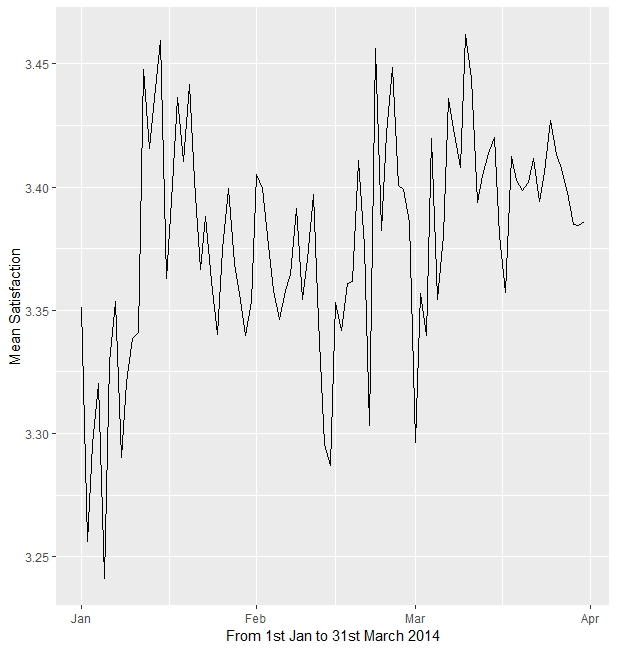 3.45
3.40
3.35
3.30
3.25
Mean Satisfaction
Jan Feb Mar Apr
From 1st Jan to 31st March 2014